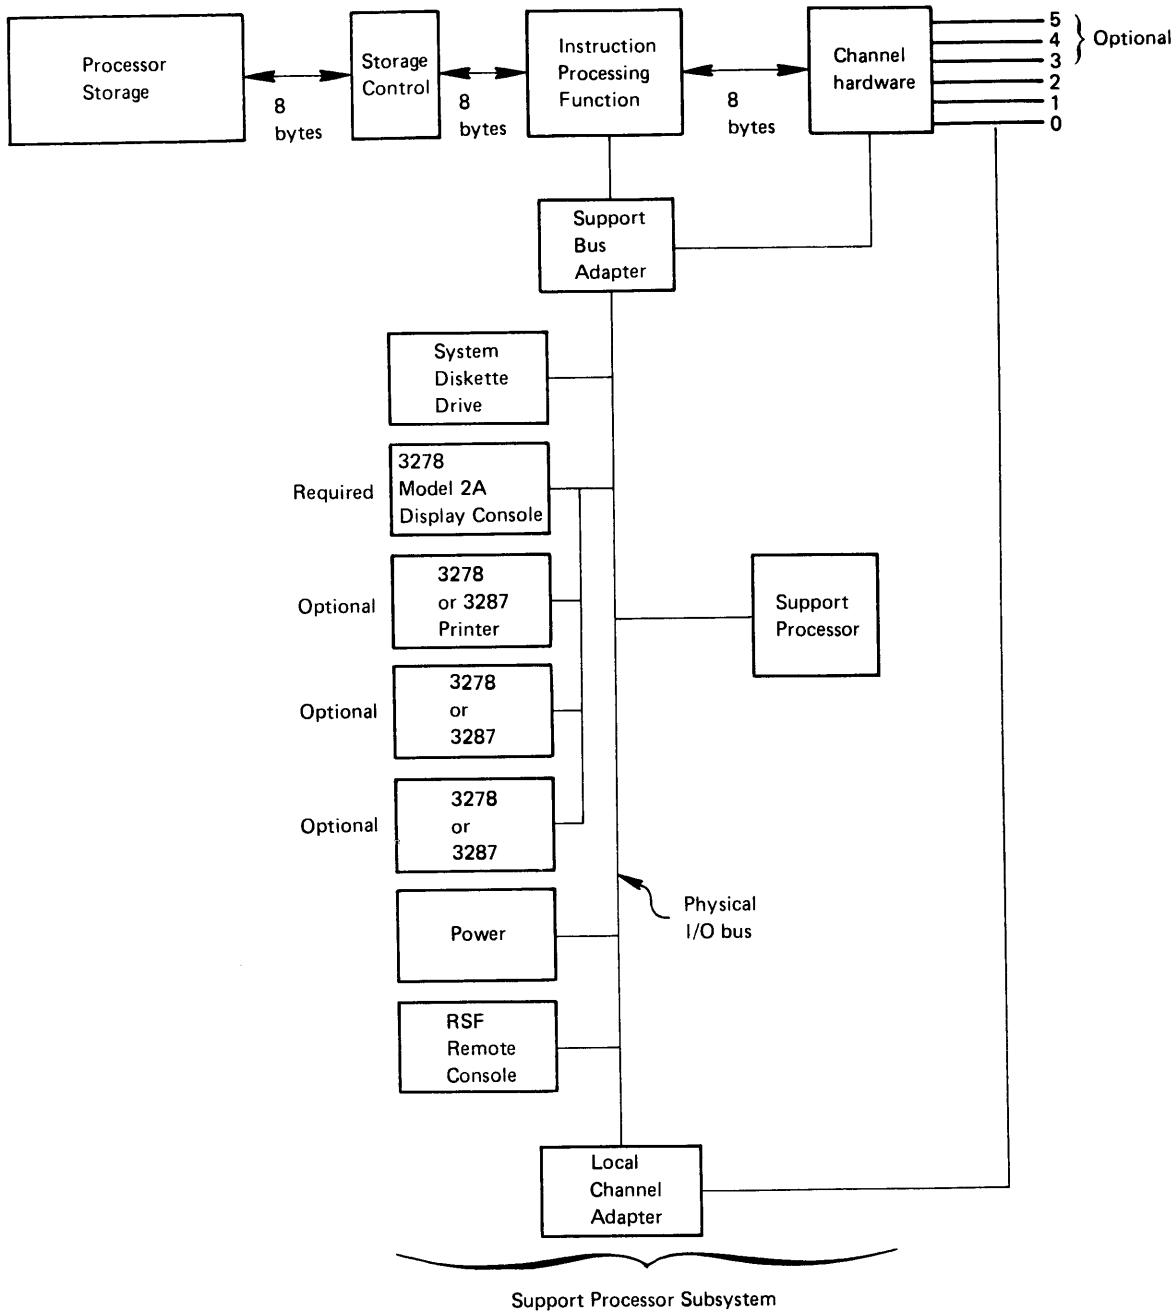 Processor
Storage
8
bytes
Storage
Control
8
bytes
Instruction
Processing
Function
8
bytes
Channel
hardware
5
4
3
2
1
0
Optional
Support
Bus
Adapter
System
Diskette
Drive
Required
3278
Model 2A
Display Console
Optional
3278
or 3287
Printer
Support
Processor
Optional
3278
or
3287
Optional
3278
or
3287
Physical
I/O bus
Power
RSF
Remote
Console
Local
Channel
Adapter
Support Processor Subsystem